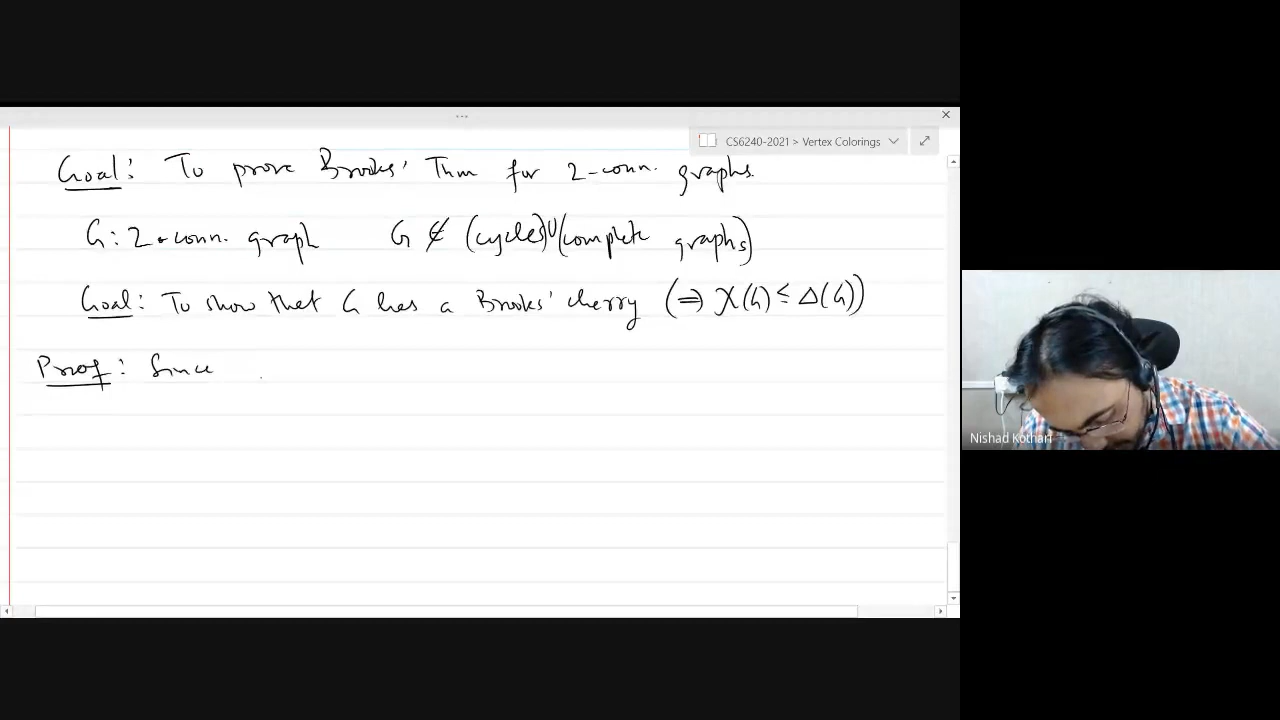 CS6240-2021 > Vertex Colorings
Goal: To prove Brooks' Thm for 2-conn. graphs.
G: 2-conn. graph G ∉ (cycles) ∪ (complete graphs)
Goal: To show that G has a Brooks' cherry (⇒ χ(G) ≤ Δ(G))
Proof: Since
Nishad Kothari